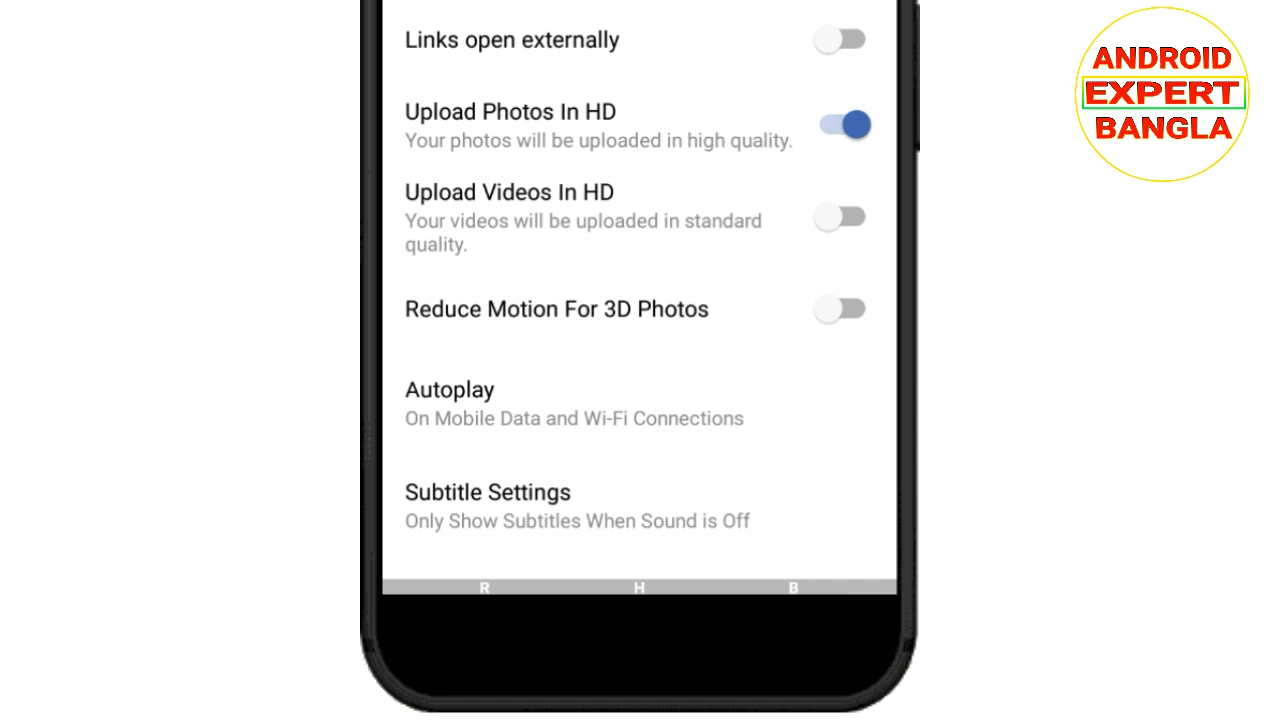 Links open externally
Upload Photos In HD
Your photos will be uploaded in high quality.
Upload Videos In HD
Your videos will be uploaded in standard
quality.
Reduce Motion For 3D Photos
Autoplay
On Mobile Data and Wi-Fi Connections
Subtitle Settings
Only Show Subtitles When Sound is Off
R H B
ANDROID
EXPERT
BANGLA